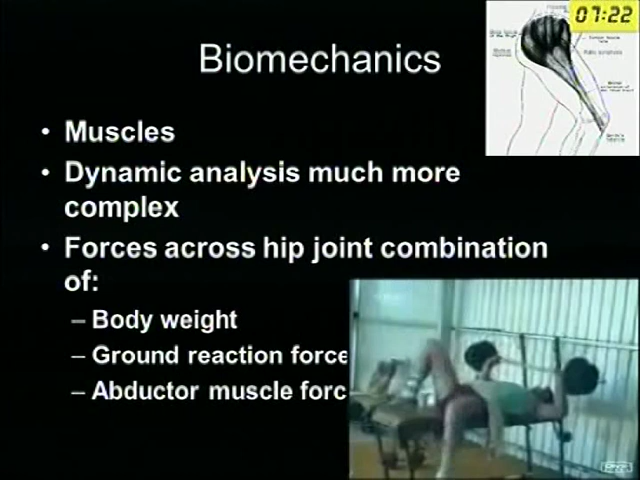 07:22
Biomechanics
• Muscles
• Dynamic analysis much more
complex
• Forces across hip joint combination
of:
– Body weight
– Ground reaction force
– Abductor muscle forc